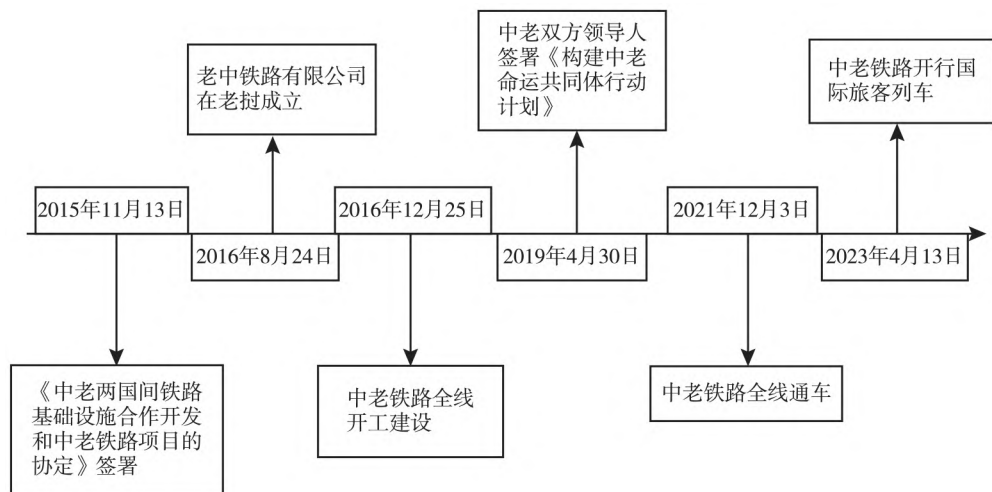 老中铁路有限公司
在老挝成立
中老双方领导人
签署《构建中老
命运共同体行动
计划》
中老铁路开行国
际旅客列车
2015年11月13日
2016年12月25日
2021年12月3日
2016年8月24日
2019年4月30日
2023年4月13日
《中老两国间铁路
基础设施合作开发
和中老铁路项目的
协定》签署
中老铁路全线
开工建设
中老铁路全线通车